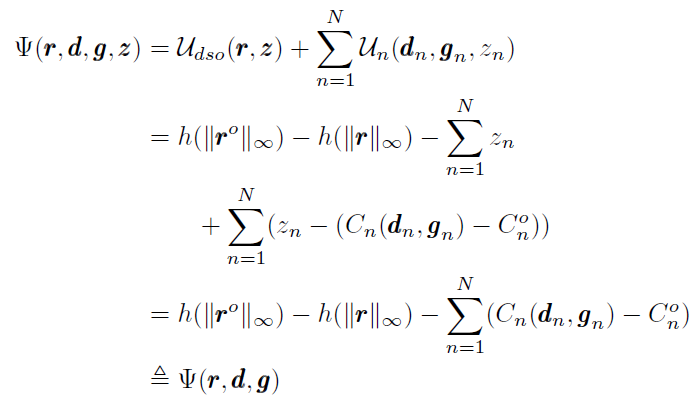 Ψ(r, d, g, z) = 𝒰_{dso}(r, z) + ∑_{n=1}^{N} 𝒰_n(d_n, g_n, z_n)
= h(‖r^o‖_∞) − h(‖r‖_∞) − ∑_{n=1}^{N} z_n
+ ∑_{n=1}^{N} (z_n − (C_n(d_n, g_n) − C_n^o))
= h(‖r^o‖_∞) − h(‖r‖_∞) − ∑_{n=1}^{N} (C_n(d_n, g_n) − C_n^o)
≜ Ψ(r, d, g)